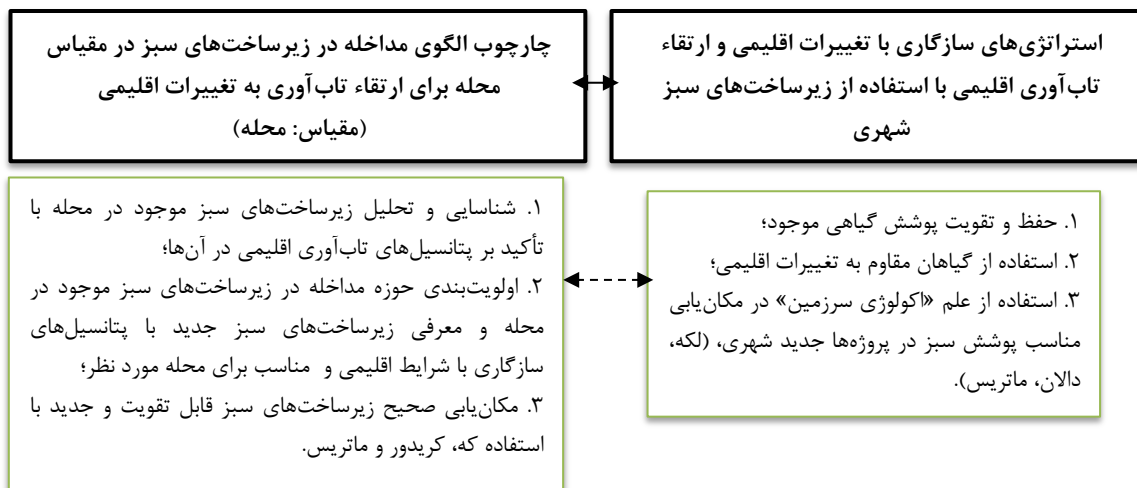 استراتژی‌های سازگاری با تغییرات اقلیمی و ارتقاء
تاب‌آوری اقلیمی با استفاده از زیرساخت‌های سبز
شهری
چارچوب الگوی مداخله در زیرساخت‌های سبز در مقیاس
محله برای ارتقاء تاب‌آوری به تغییرات اقلیمی
(مقیاس: محله)
۱. حفظ و تقویت پوشش گیاهی موجود؛
۲. استفاده از گیاهان مقاوم به تغییرات اقلیمی؛
۳. استفاده از علم «اکولوژی سرزمین» در مکان‌یابی
مناسب پوشش سبز در پروژه‌ها جدید شهری، (لکه،
دالان، ماتریس).
۱. شناسایی و تحلیل زیرساخت‌های سبز موجود در محله با
تأکید بر پتانسیل‌های تاب‌آوری اقلیمی در آن‌ها؛
۲. اولویت‌بندی حوزه مداخله در زیرساخت‌های سبز موجود در
محله و معرفی زیرساخت‌های سبز جدید با پتانسیل‌های
سازگاری با شرایط اقلیمی و مناسب برای محله مورد نظر؛
۳. مکان‌یابی صحیح زیرساخت‌های سبز قابل تقویت و جدید با
استفاده که، کریدور و ماتریس.